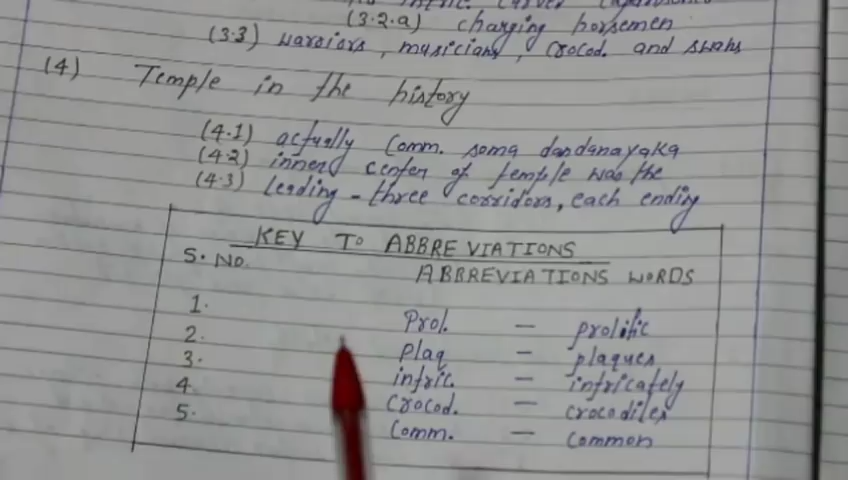 (3.2.a) charging horsemen
(3.3) warriors, musicians, crocod. and swans
(4) Temple in the history
(4.1) actually Comm. soma dandanayaka
(4.2) inner center of temple was the
(4.3) leading - three corridors, each ending
KEY TO ABBREVIATIONS
S. NO. ABBREVIATIONS WORDS
1. Prol. - prolific
2. Plaq - plaques
3. intric. - intricately
4. Crocod. - crocodiles
5. Comm. - common